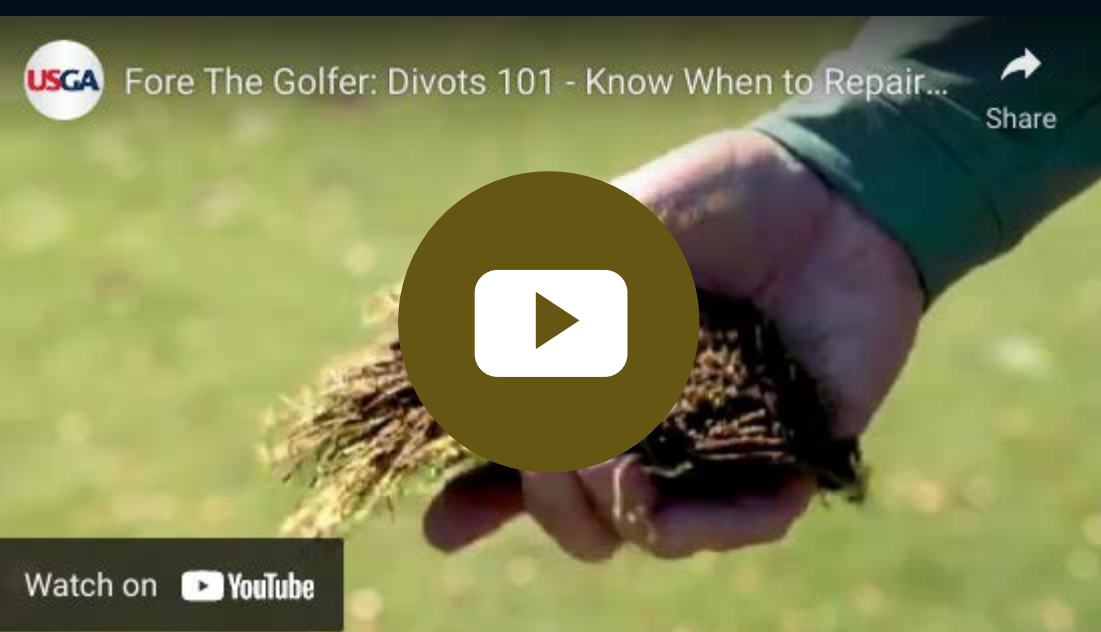 USGA
Fore The Golfer: Divots 101 - Know When to Repair…
Share
Watch on YouTube